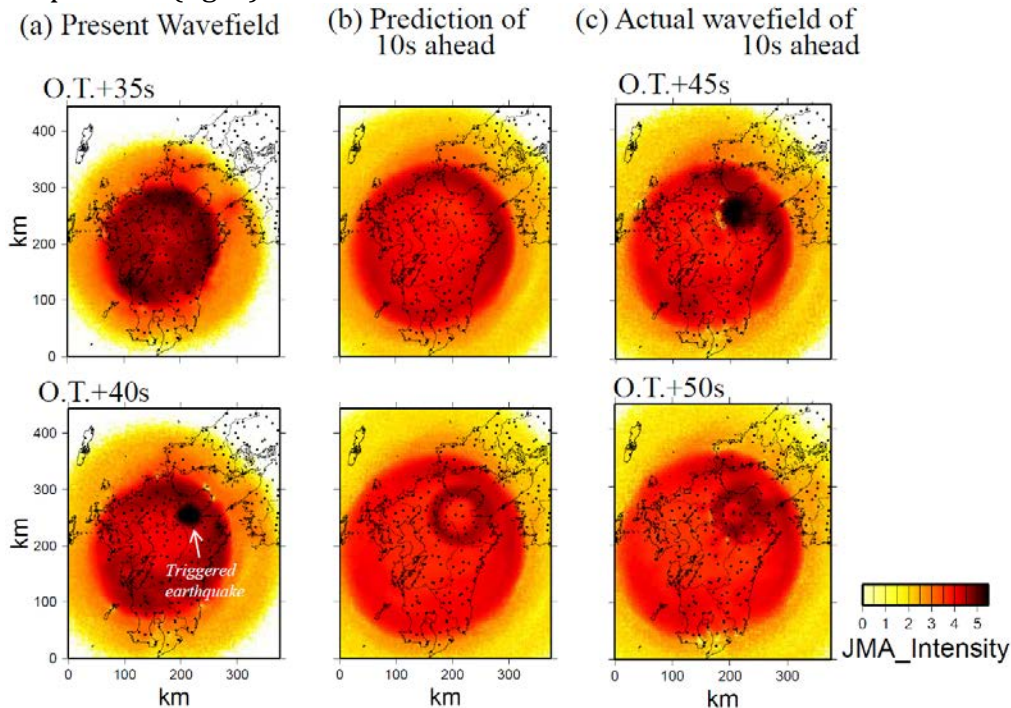 (a) Present Wavefield
(b) Prediction of
10s ahead
(c) Actual wavefield of
10s ahead
O.T.+35s
O.T.+45s
400
300
200
100
0
km
O.T.+40s
O.T.+50s
400
300
200
100
0
km
Triggered
earthquake
0 100 200 300
km
0 100 200 300
km
0 100 200 300
km
0 1 2 3 4 5
JMA_Intensity